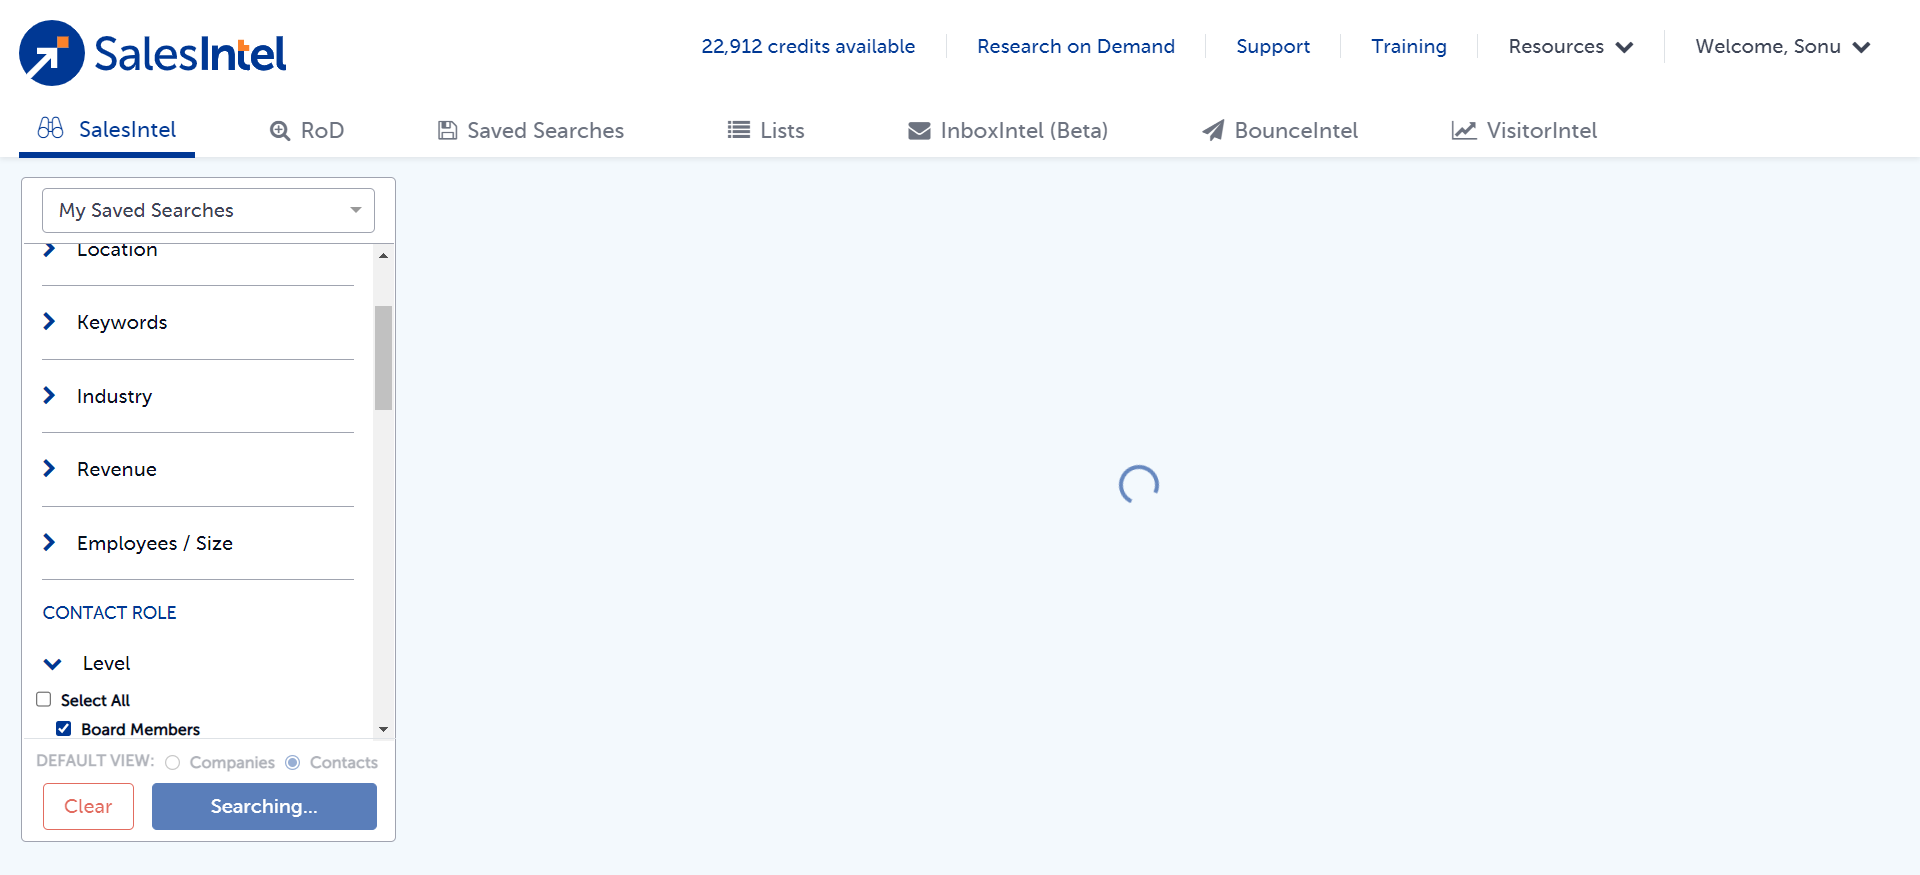 SalesIntel
22,912 credits available
Research on Demand
Support
Training
Resources
Welcome, Sonu
SalesIntel
RoD
Saved Searches
Lists
InboxIntel (Beta)
BounceIntel
VisitorIntel
My Saved Searches
Location
Keywords
Industry
Revenue
Employees / Size
CONTACT ROLE
Level
Select All
Board Members
DEFAULT VIEW: Companies Contacts
Clear
Searching...